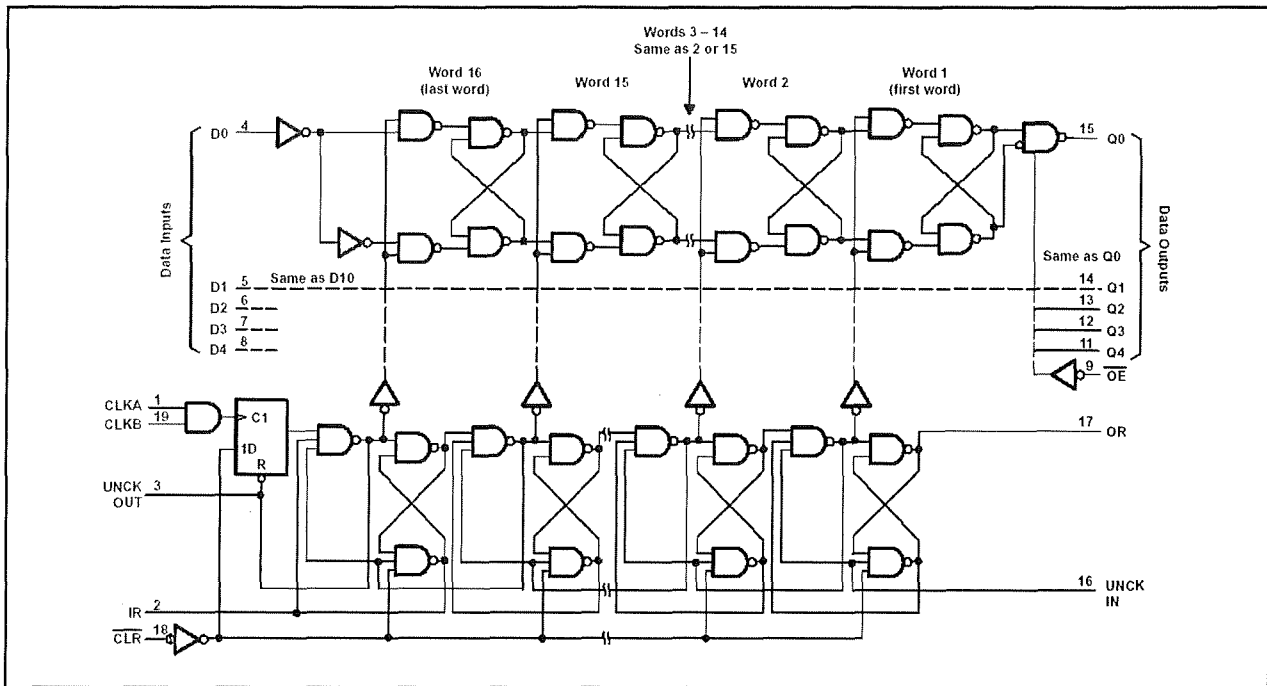 Words 3 – 14
Same as 2 or 15
Word 16
(last word)
Word 15
Word 2
Word 1
(first word)
D0 4
15 Q0
Data Inputs
Data Outputs
Same as Q0
D1 5 Same as D10
14 Q1
D2 6
13 Q2
D3 7
12 Q3
D4 8
11 Q4
9 OE
CLKA 1
CLKB 19
C1
1D
R
17 OR
UNCK OUT 3
16 UNCK IN
IR 2
CLR 18